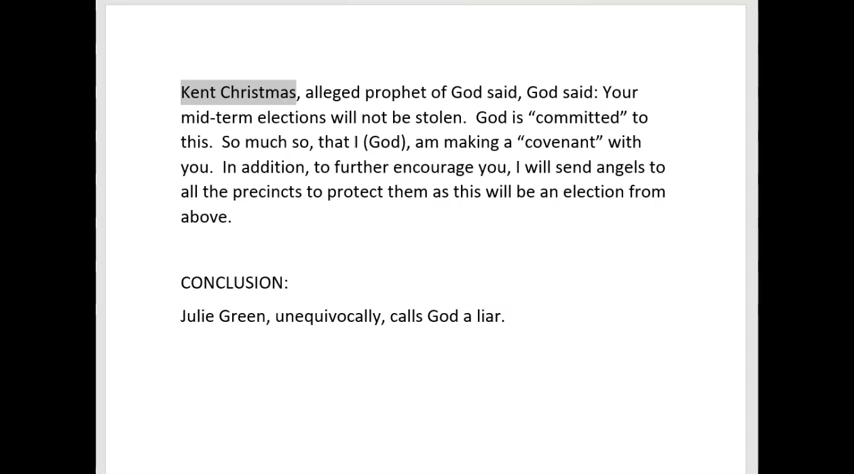 Kent Christmas, alleged prophet of God said, God said: Your
mid-term elections will not be stolen.  God is “committed” to
this.  So much so, that I (God), am making a “covenant” with
you.  In addition, to further encourage you, I will send angels to
all the precincts to protect them as this will be an election from
above.
CONCLUSION:
Julie Green, unequivocally, calls God a liar.